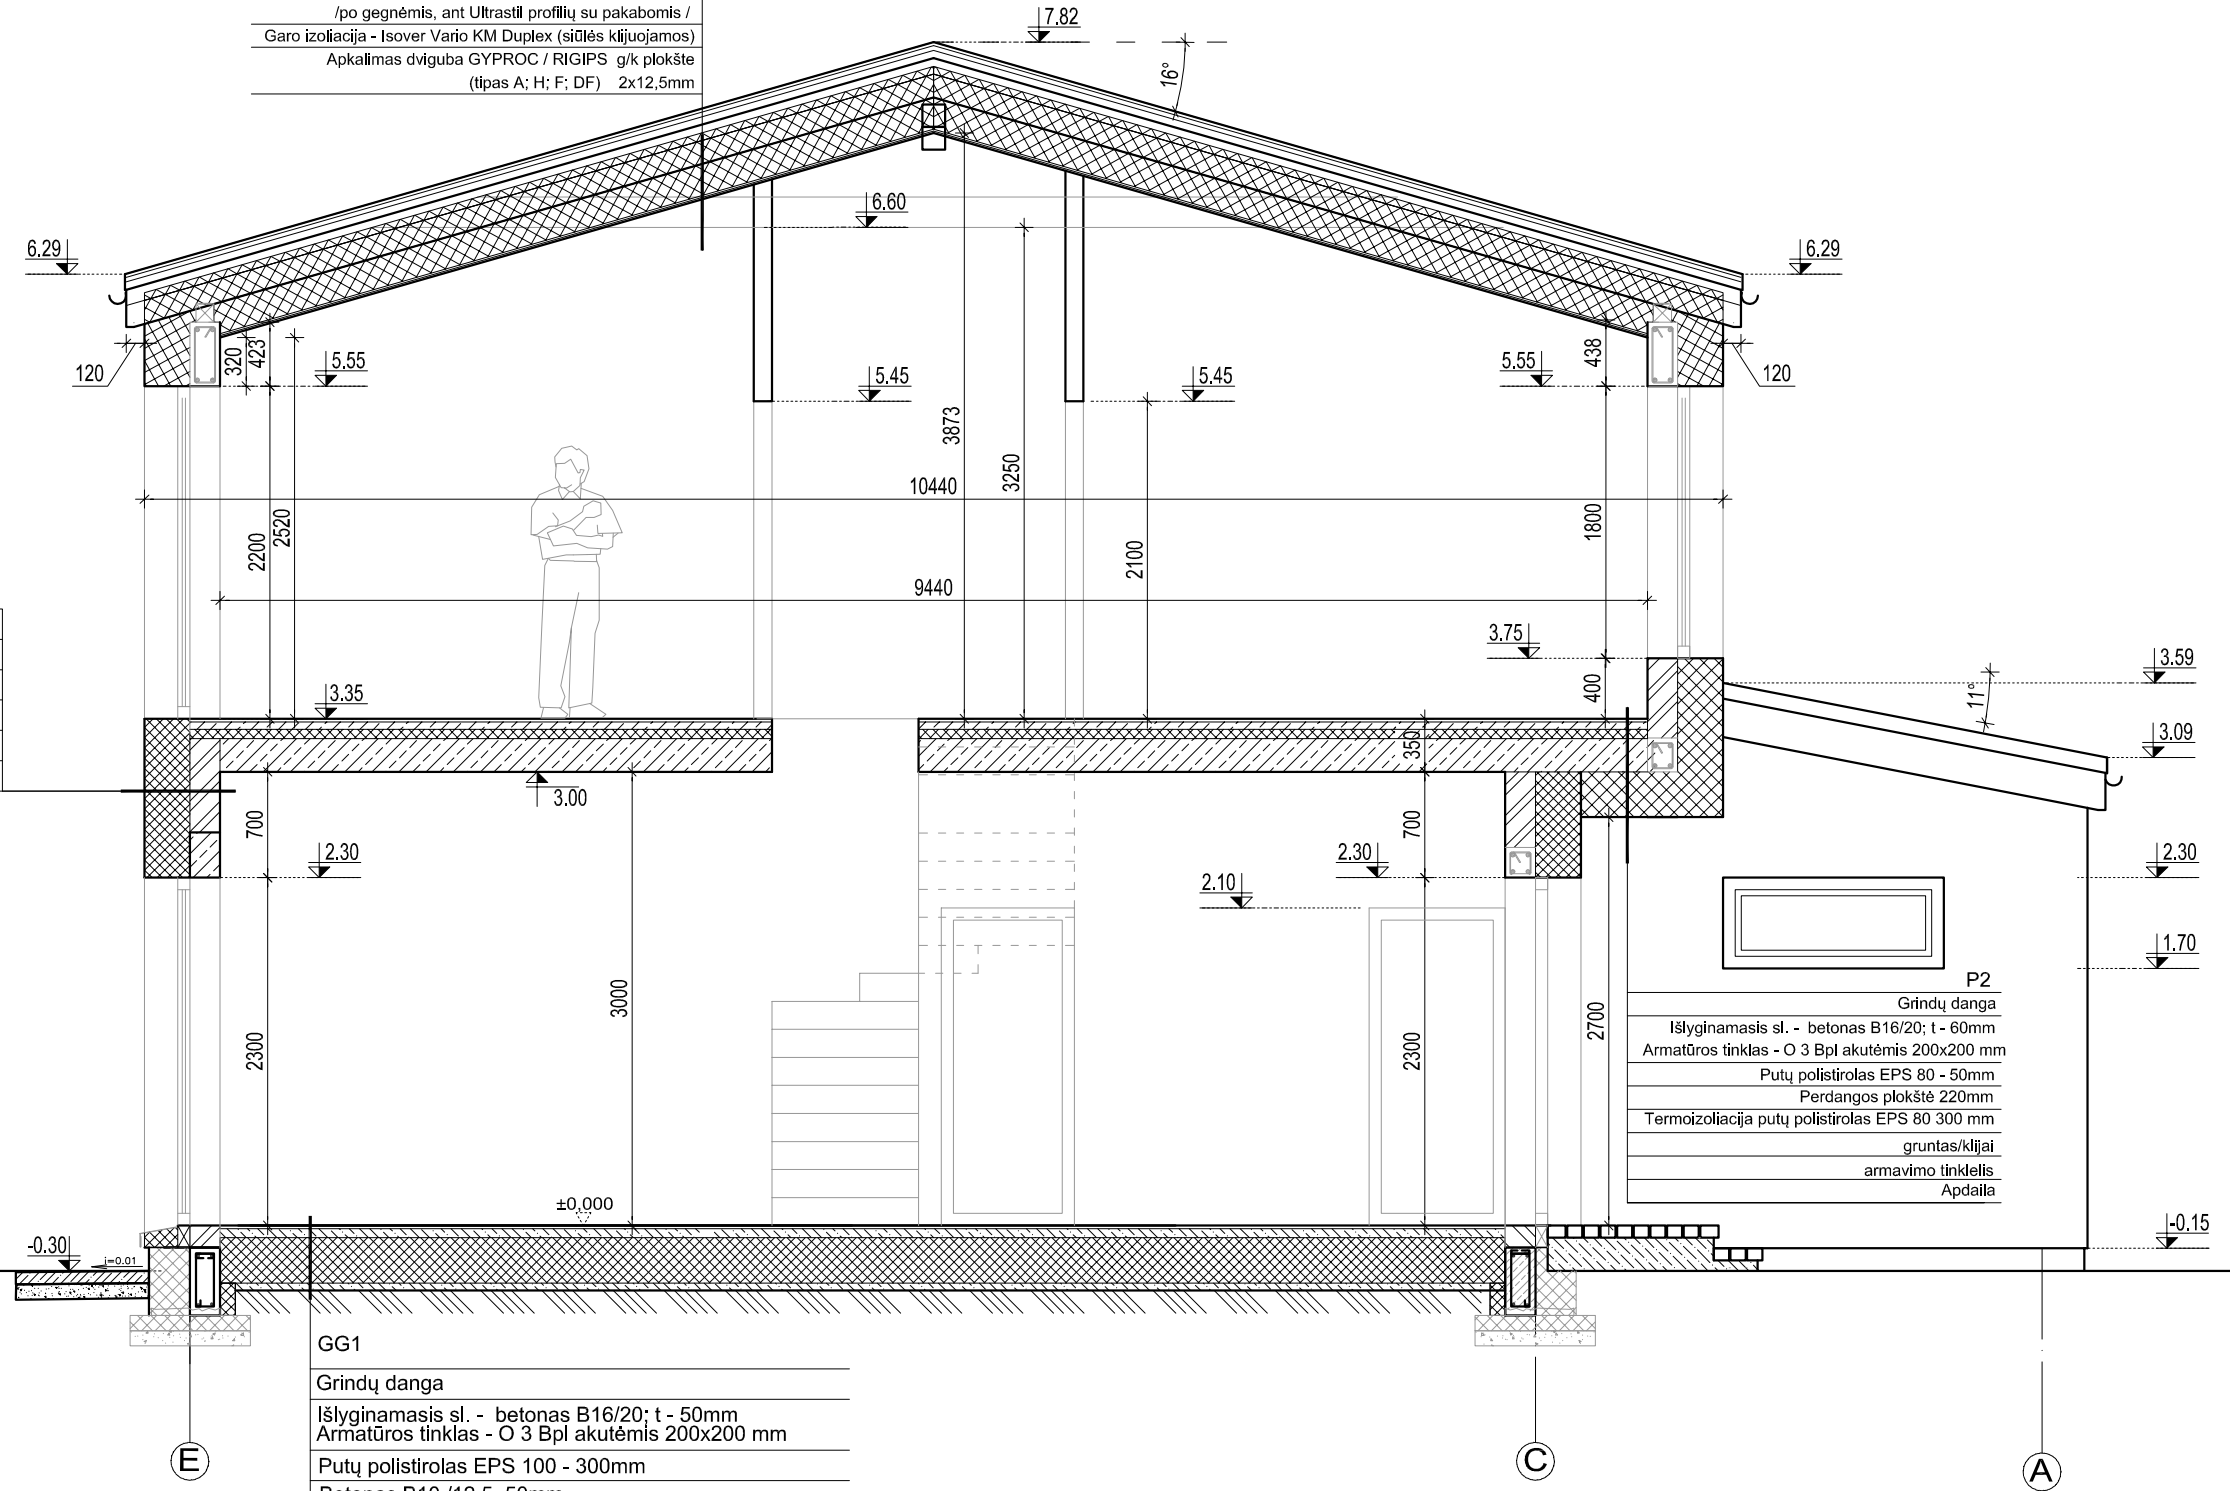 /po gegnėmis, ant Ultrastil profilių su pakabomis /
Garo izoliacija - Isover Vario KM Duplex (siūlės klijuojamos)
Apkalimas dviguba GYPROC / RIGIPS g/k plokšte
(tipas A; H; F; DF) 2x12,5mm
7.82
16°
6.60
6.29
6.29
320
423
5.55
5.45
5.45
5.55
438
120
120
3873
3250
10440
2200
2520
2100
1800
9440
3.75
3.59
400
11°
3.35
3.09
350
3.00
700
700
2.30
2.30
2.30
2.10
1.70
3000
2300
2300
2700
P2
Grindų danga
Išlyginamasis sl. - betonas B16/20; t - 60mm
Armatūros tinklas - O 3 Bpl akutėmis 200x200 mm
Putų polistirolas EPS 80 - 50mm
Perdangos plokštė 220mm
Termoizoliacija putų polistirolas EPS 80 300 mm
gruntas/klijai
armavimo tinklelis
Apdaila
±0,000
-0.15
-0.30
i=0.01
GG1
Grindų danga
Išlyginamasis sl. - betonas B16/20; t - 50mm
Armatūros tinklas - O 3 Bpl akutėmis 200x200 mm
Putų polistirolas EPS 100 - 300mm
E
C
A